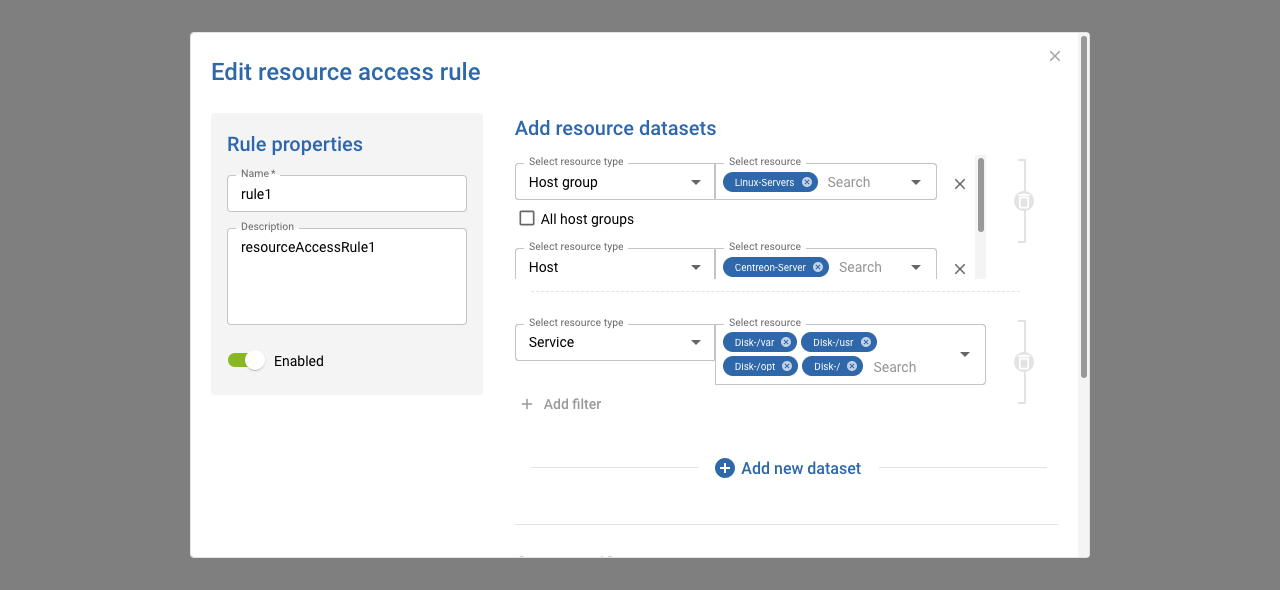 Edit resource access rule
Rule properties
Name *
rule1
Description
resourceAccessRule1
Enabled
Add resource datasets
Select resource type
Host group
Select resource
Linux-Servers
Search
All host groups
Select resource type
Host
Select resource
Centreon-Server
Search
Select resource type
Service
Select resource
Disk-/var Disk-/usr
Disk-/opt Disk-/ Search
Add filter
Add new dataset